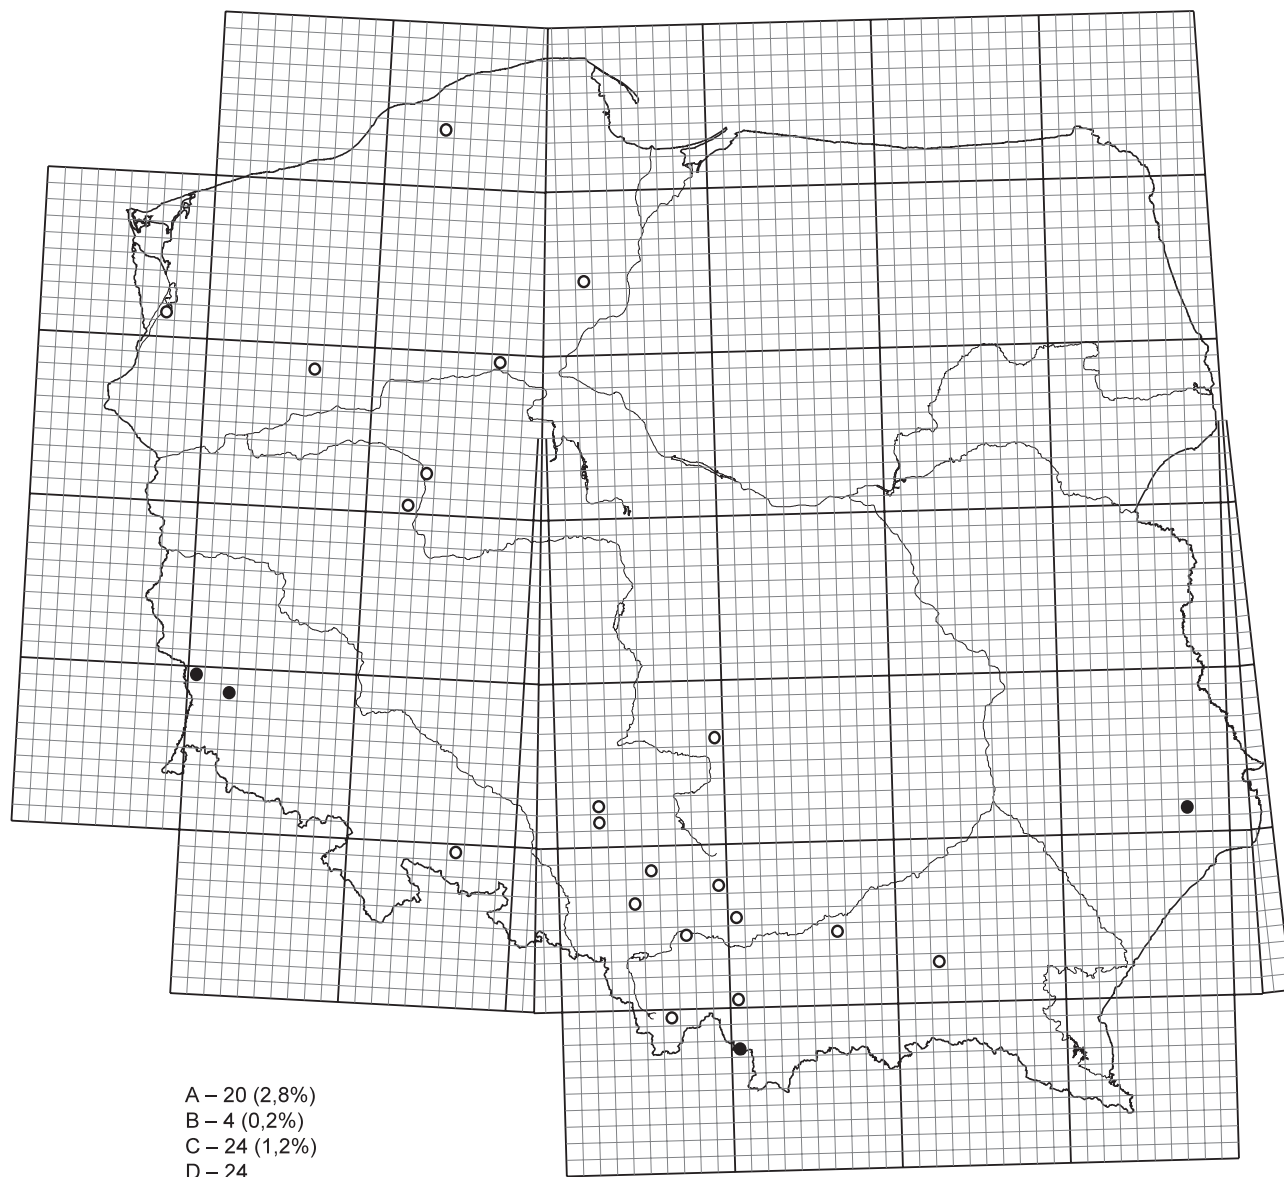 A – 20 (2,8%)
B – 4 (0,2%)
C – 24 (1,2%)
D – 24